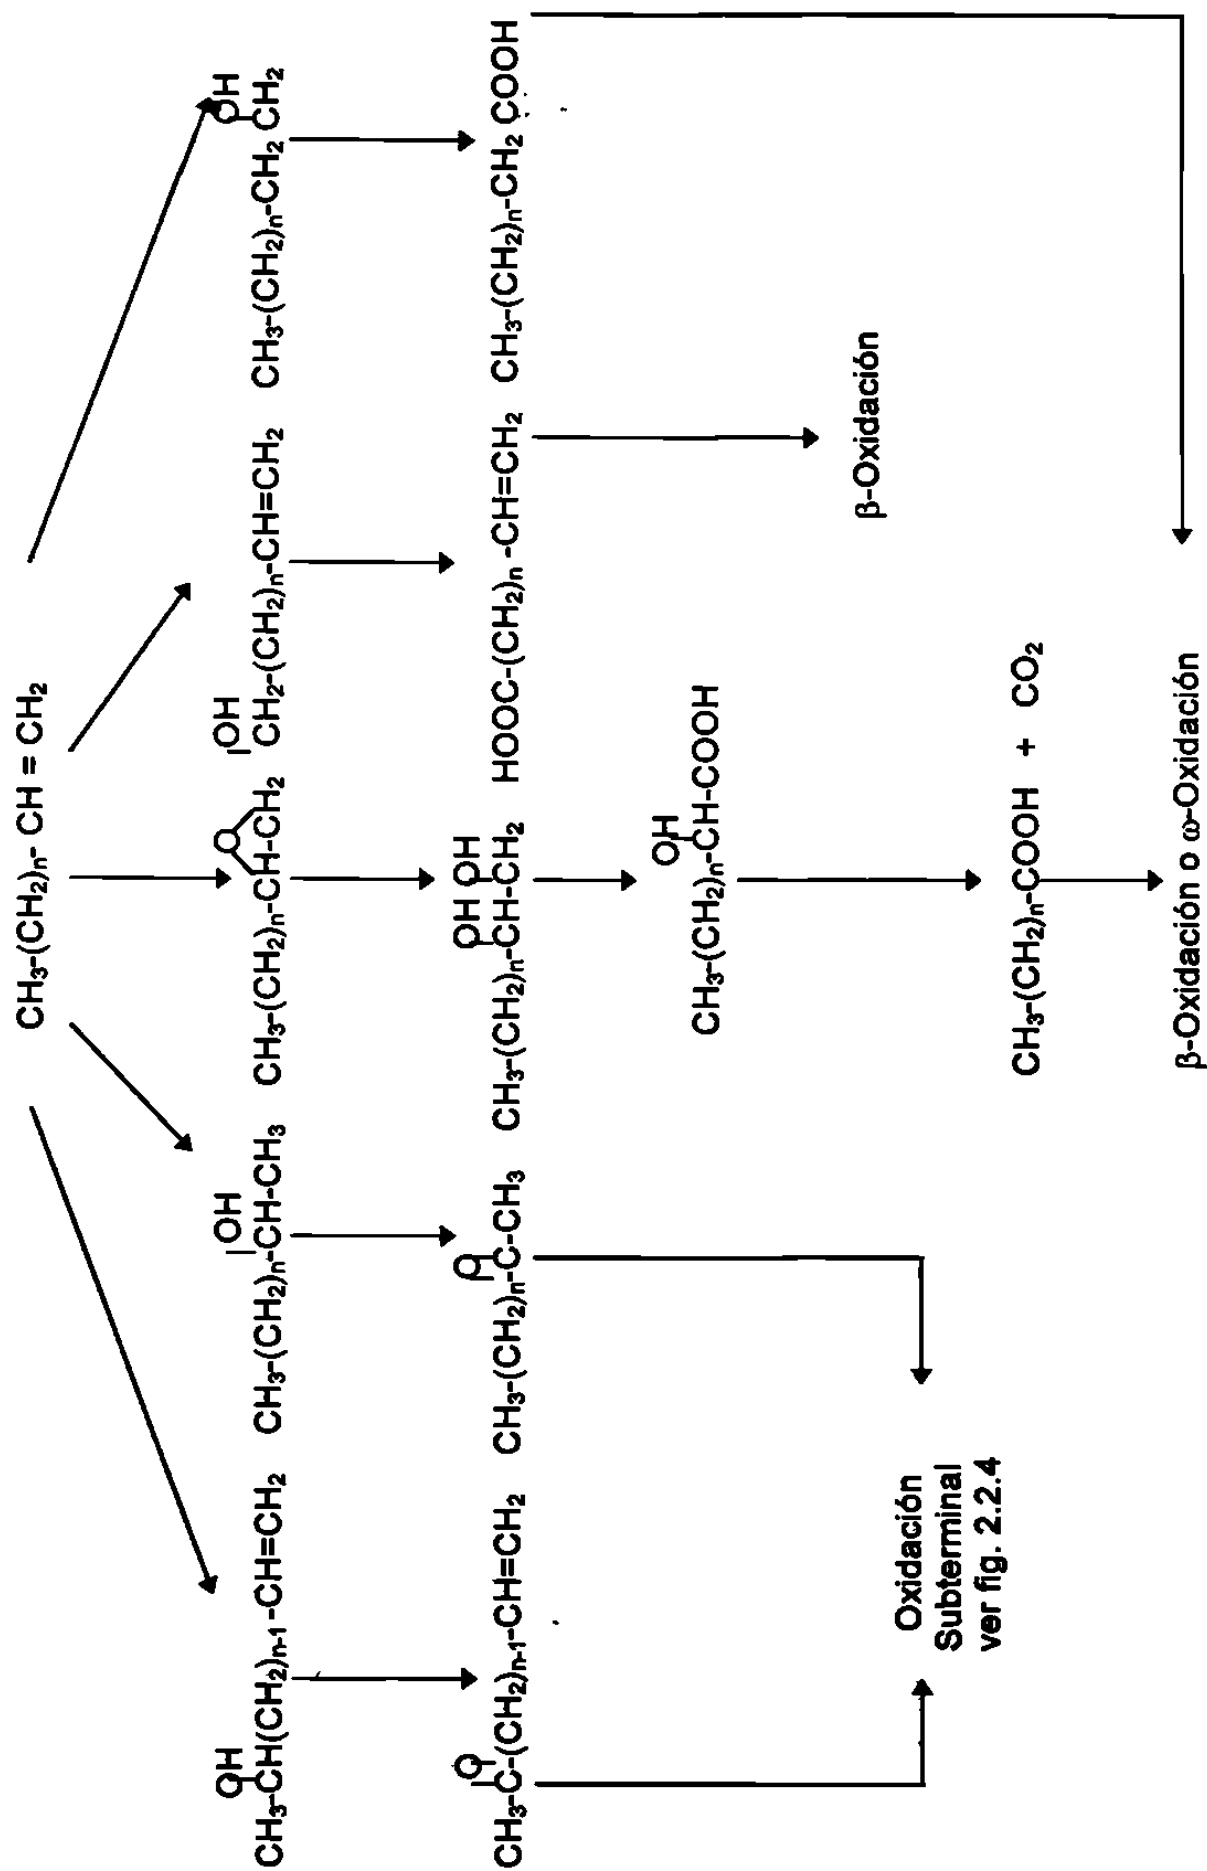 CH3-(CH2)n- CH = CH2
OH
CH3-CH(CH2)n-1-CH=CH2
OH
CH3-(CH2)n-CH-CH3
O
CH3-(CH2)n-CH-CH2
OH
CH2-(CH2)n-CH=CH2
OH
CH3-(CH2)n-CH2 CH2
O
CH3-C-(CH2)n-1-CH=CH2
O
CH3-(CH2)n-C-CH3
OH OH
CH3-(CH2)n-CH-CH2
HOOC-(CH2)n -CH=CH2
CH3-(CH2)n-CH2 COOH
OH
CH3-(CH2)n-CH-COOH
β-Oxidación
Oxidación
Subterminal
ver fig. 2.2.4
CH3-(CH2)n-COOH + CO2
β-Oxidación o ω-Oxidación